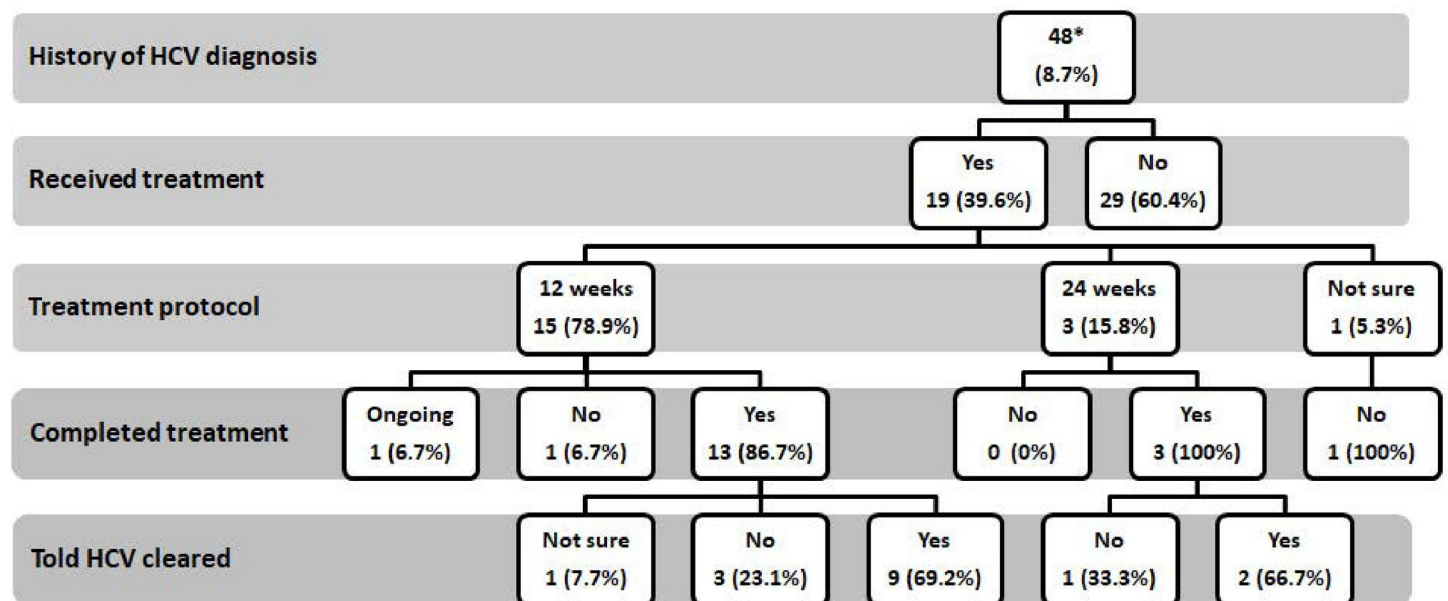 History of HCV diagnosis
48*
(8.7%)
Received treatment
Yes
19 (39.6%)
No
29 (60.4%)
Treatment protocol
12 weeks
15 (78.9%)
24 weeks
3 (15.8%)
Not sure
1 (5.3%)
Completed treatment
Ongoing
1 (6.7%)
No
1 (6.7%)
Yes
13 (86.7%)
No
0 (0%)
Yes
3 (100%)
No
1 (100%)
Told HCV cleared
Not sure
1 (7.7%)
No
3 (23.1%)
Yes
9 (69.2%)
No
1 (33.3%)
Yes
2 (66.7%)